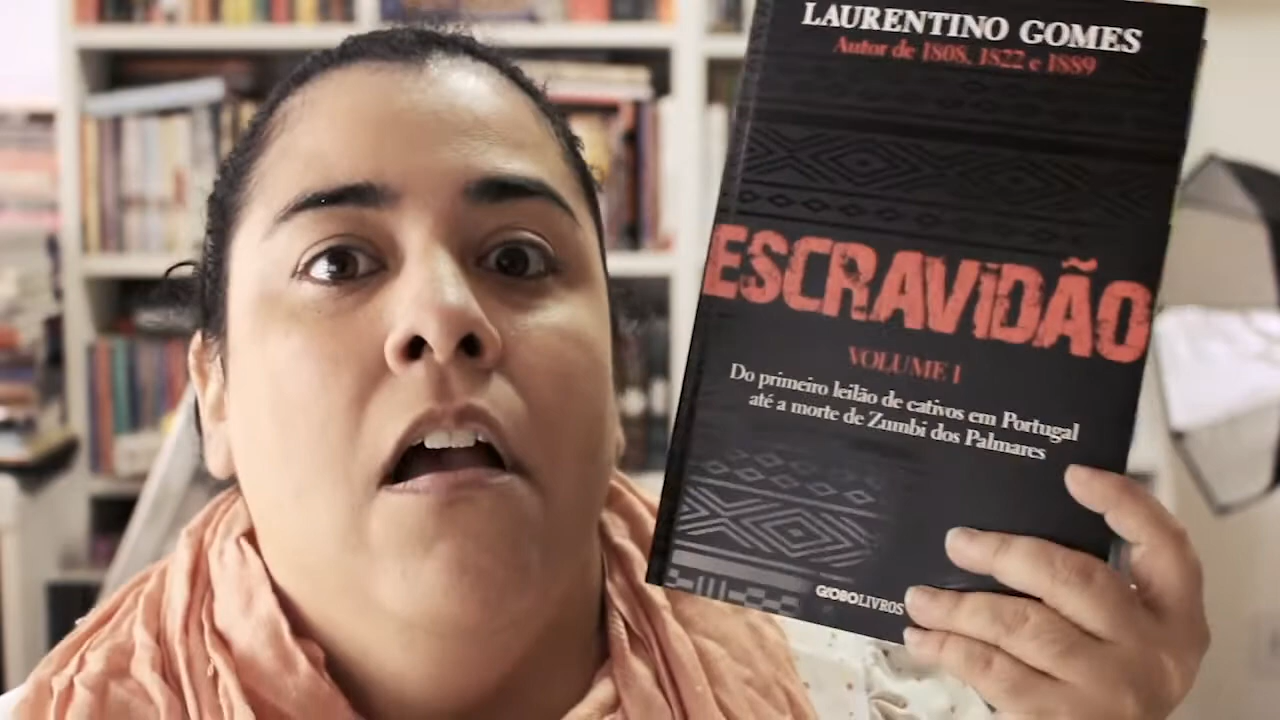 LAURENTINO GOMES
Autor de 1808, 1822 e 1889
ESCRAVIDÃO
VOLUME I
Do primeiro leilão de cativos em Portugal
até a morte de Zumbi dos Palmares
GLOBOLIVROS